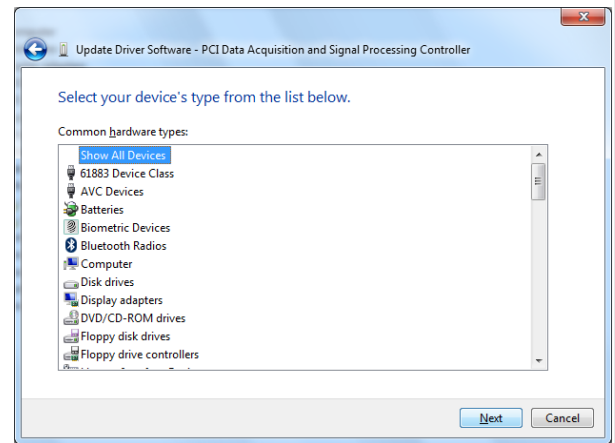 Update Driver Software - PCI Data Acquisition and Signal Processing Controller
Select your device's type from the list below.
Common hardware types:
Show All Devices
61883 Device Class
AVC Devices
Batteries
Biometric Devices
Bluetooth Radios
Computer
Disk drives
Display adapters
DVD/CD-ROM drives
Floppy disk drives
Floppy drive controllers
Next
Cancel